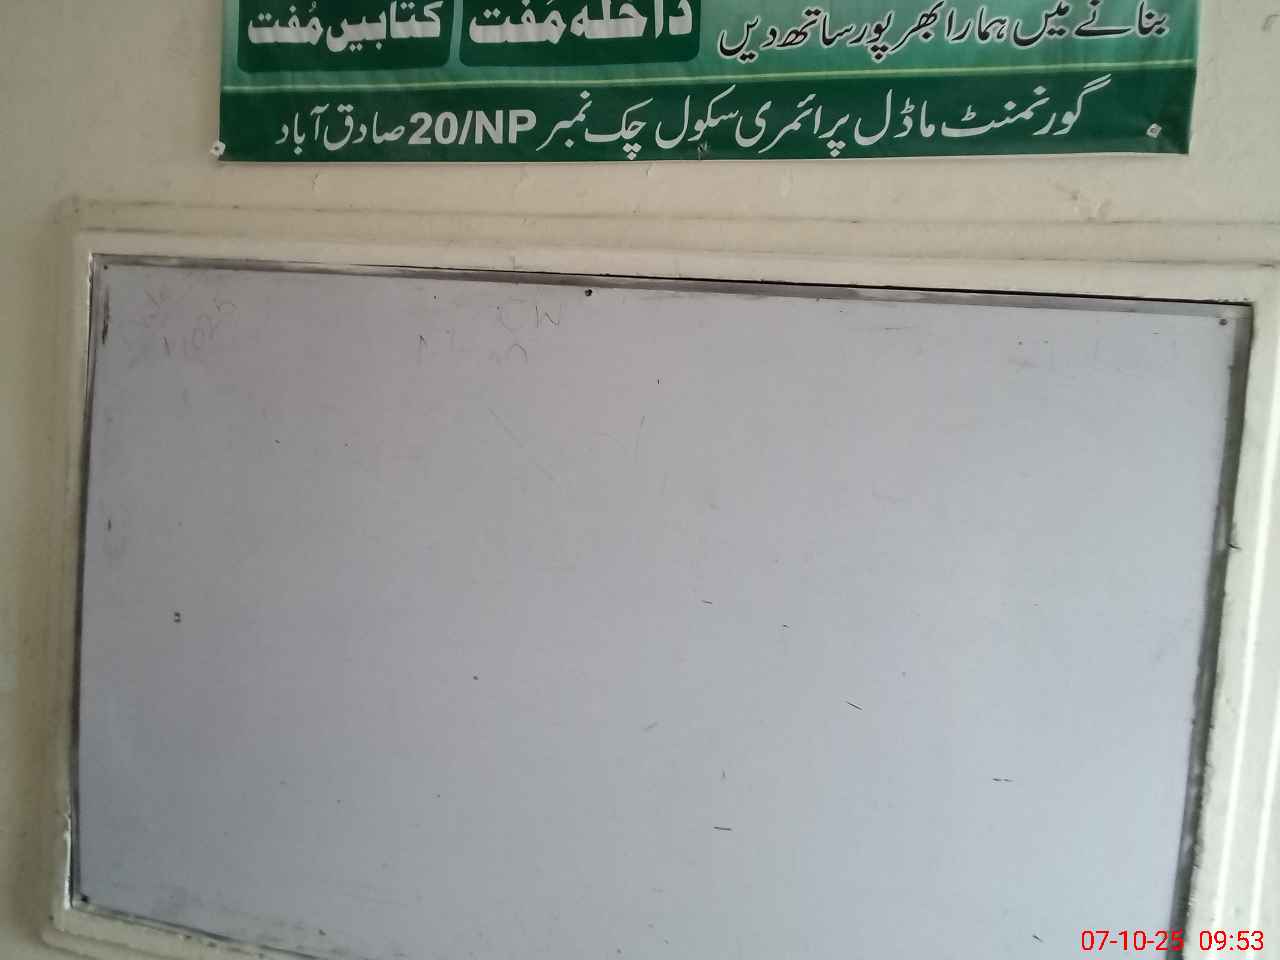 بنانے میں ہمارا بھرپور ساتھ دیں
داخلہ مُفت
کتابیں مُفت
گورنمنٹ ماڈل پرائمری سکول چک نمبر 20/NP صادق آباد
CW
07-10-25 09:53